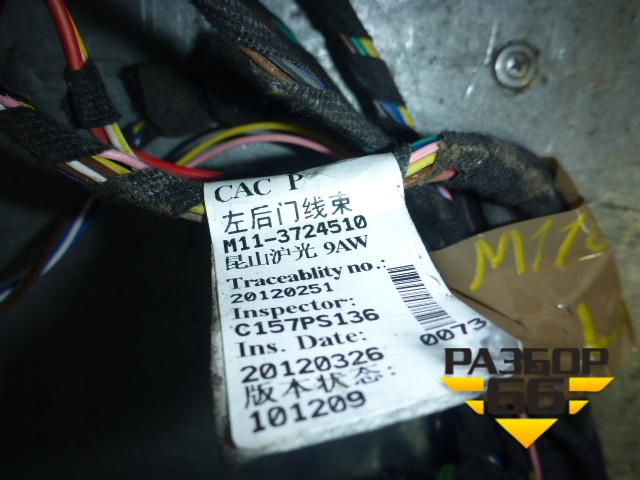 CAC P
左后门线束
M11-3724510
昆山沪光 9AW
Traceablity no.:
20120251
Inspector:
C157PS136
Ins. Date:
0073
20120326
版本状态:
101209
M11
L
РАЗБОР
66